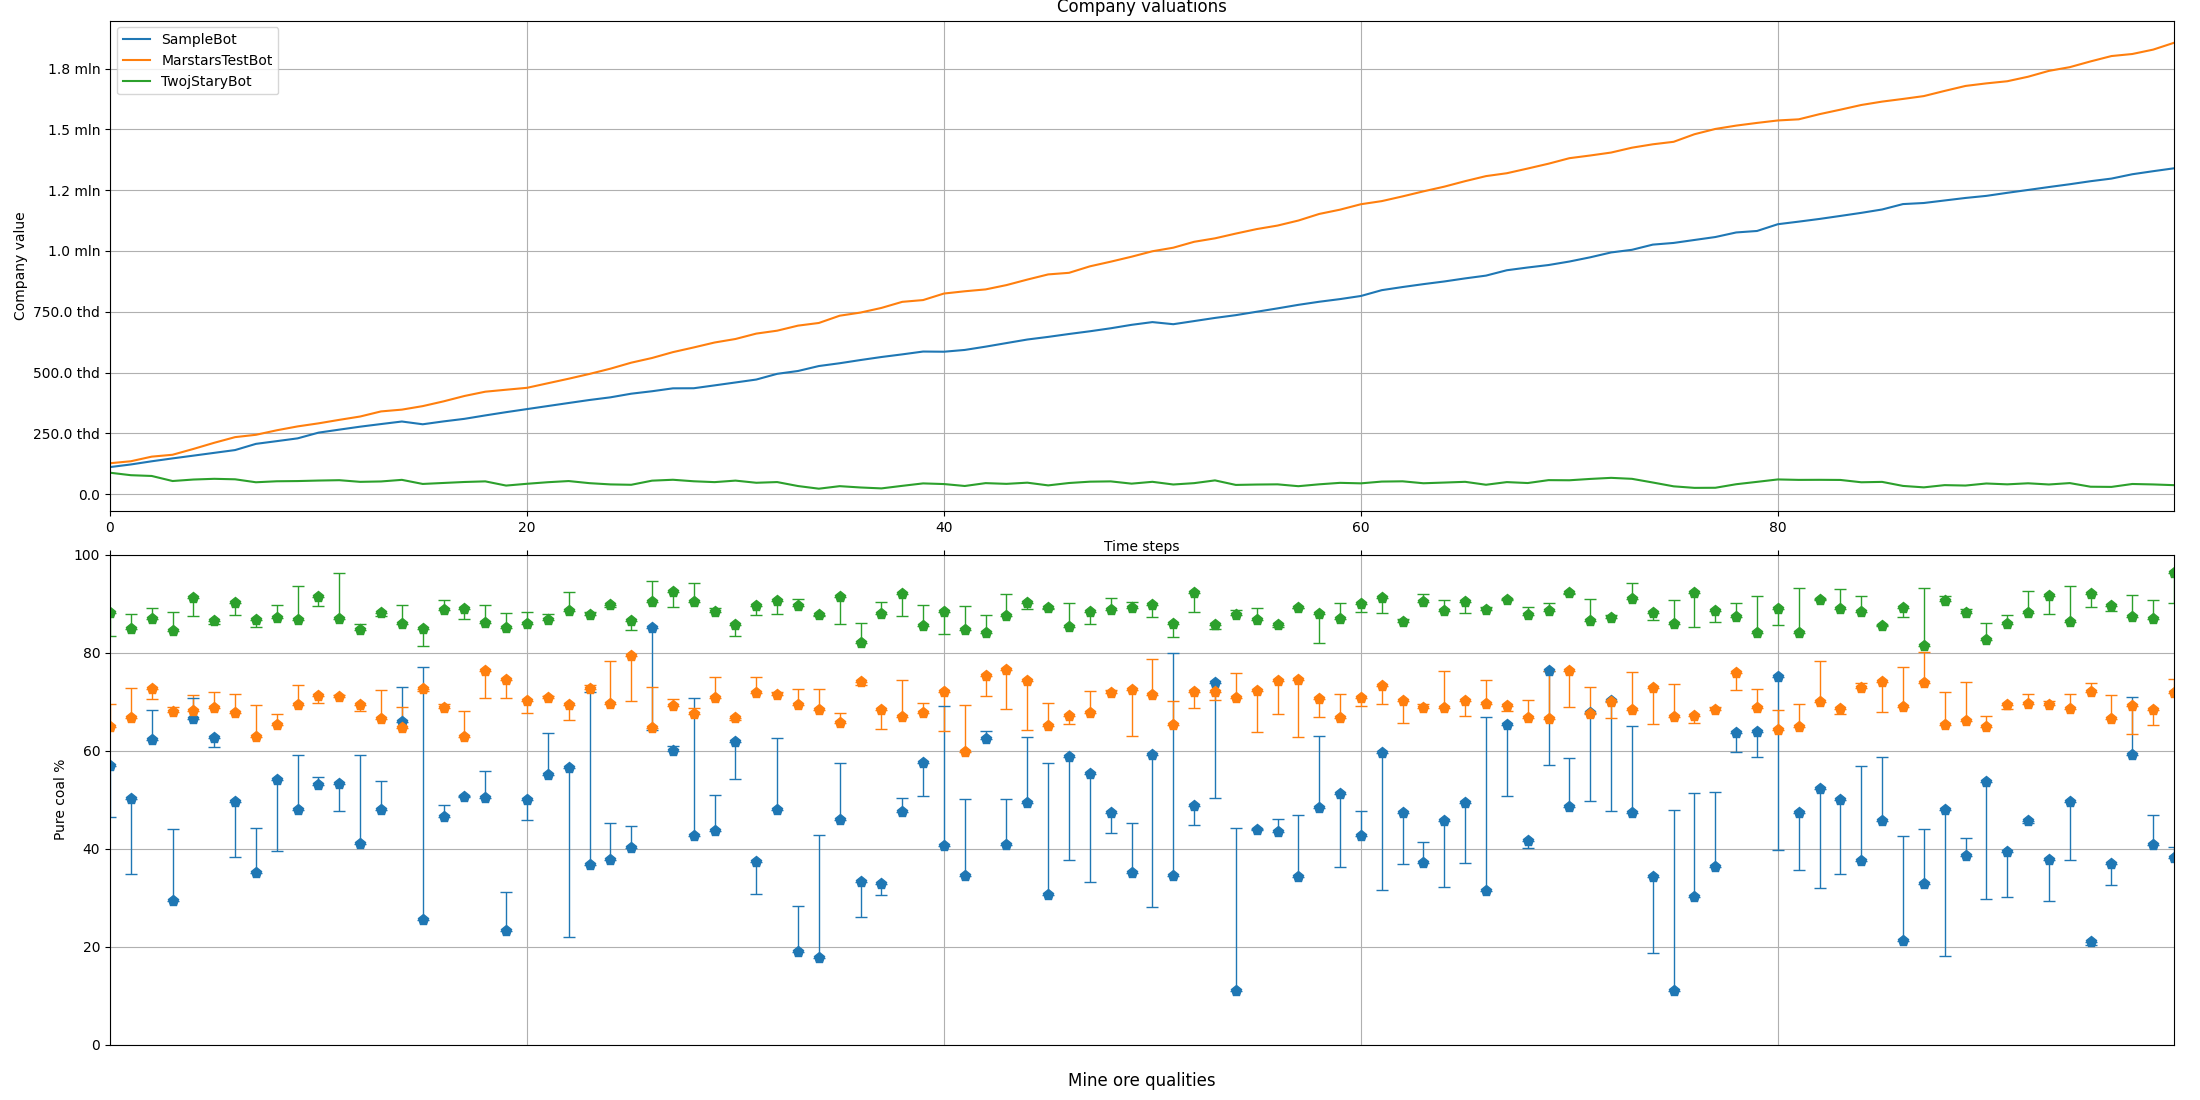 Company valuations
SampleBot
MarstarsTestBot
TwojStaryBot
1.8 mln
1.5 mln
1.2 mln
1.0 mln
750.0 thd
500.0 thd
250.0 thd
0.0
Company value
0 20 40 60 80
Time steps
100
80
60
40
20
0
Pure coal %
Mine ore qualities